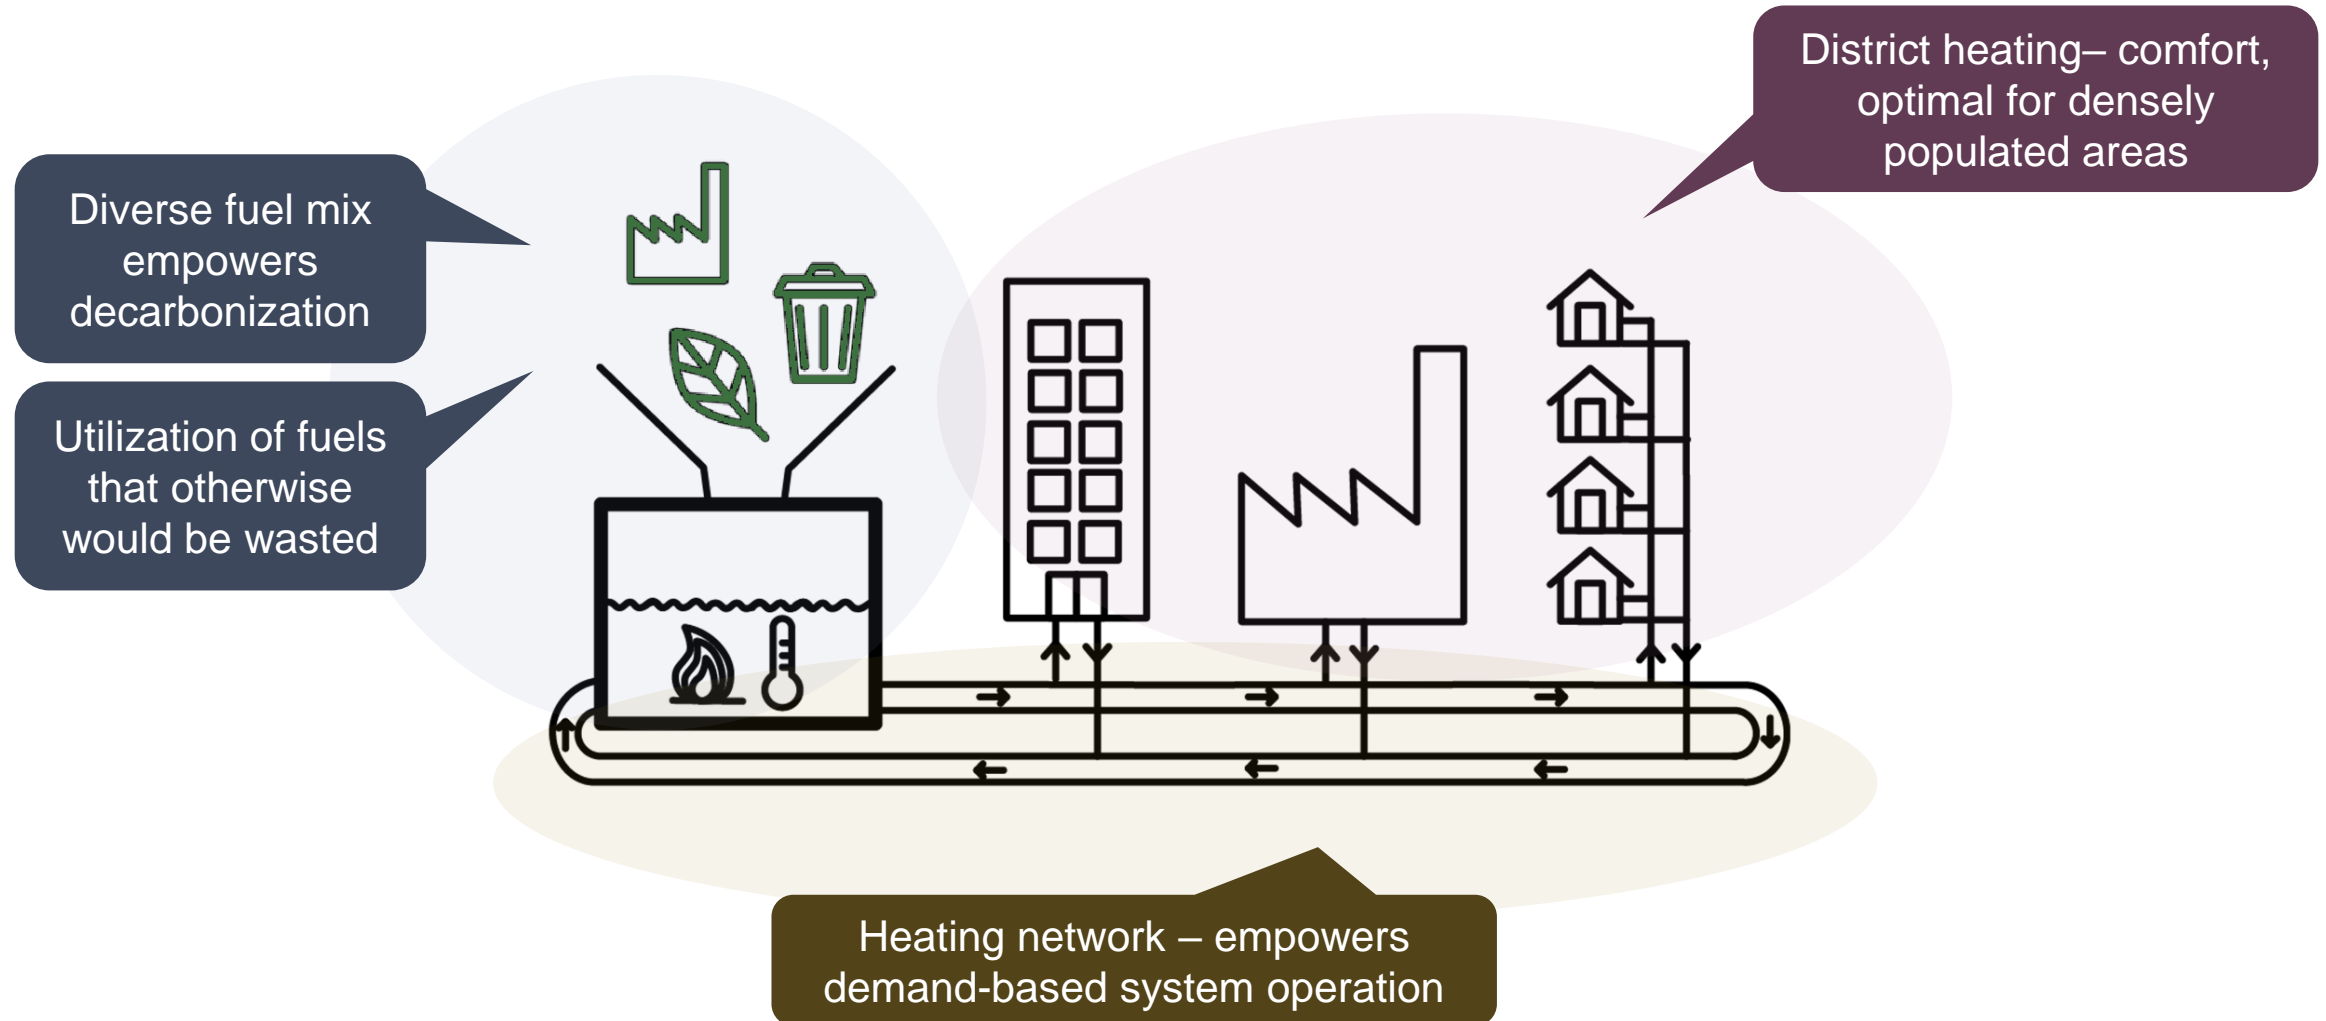 District heating– comfort,
optimal for densely
populated areas
Diverse fuel mix
empowers
decarbonization
Utilization of fuels
that otherwise
would be wasted
Heating network – empowers
demand-based system operation